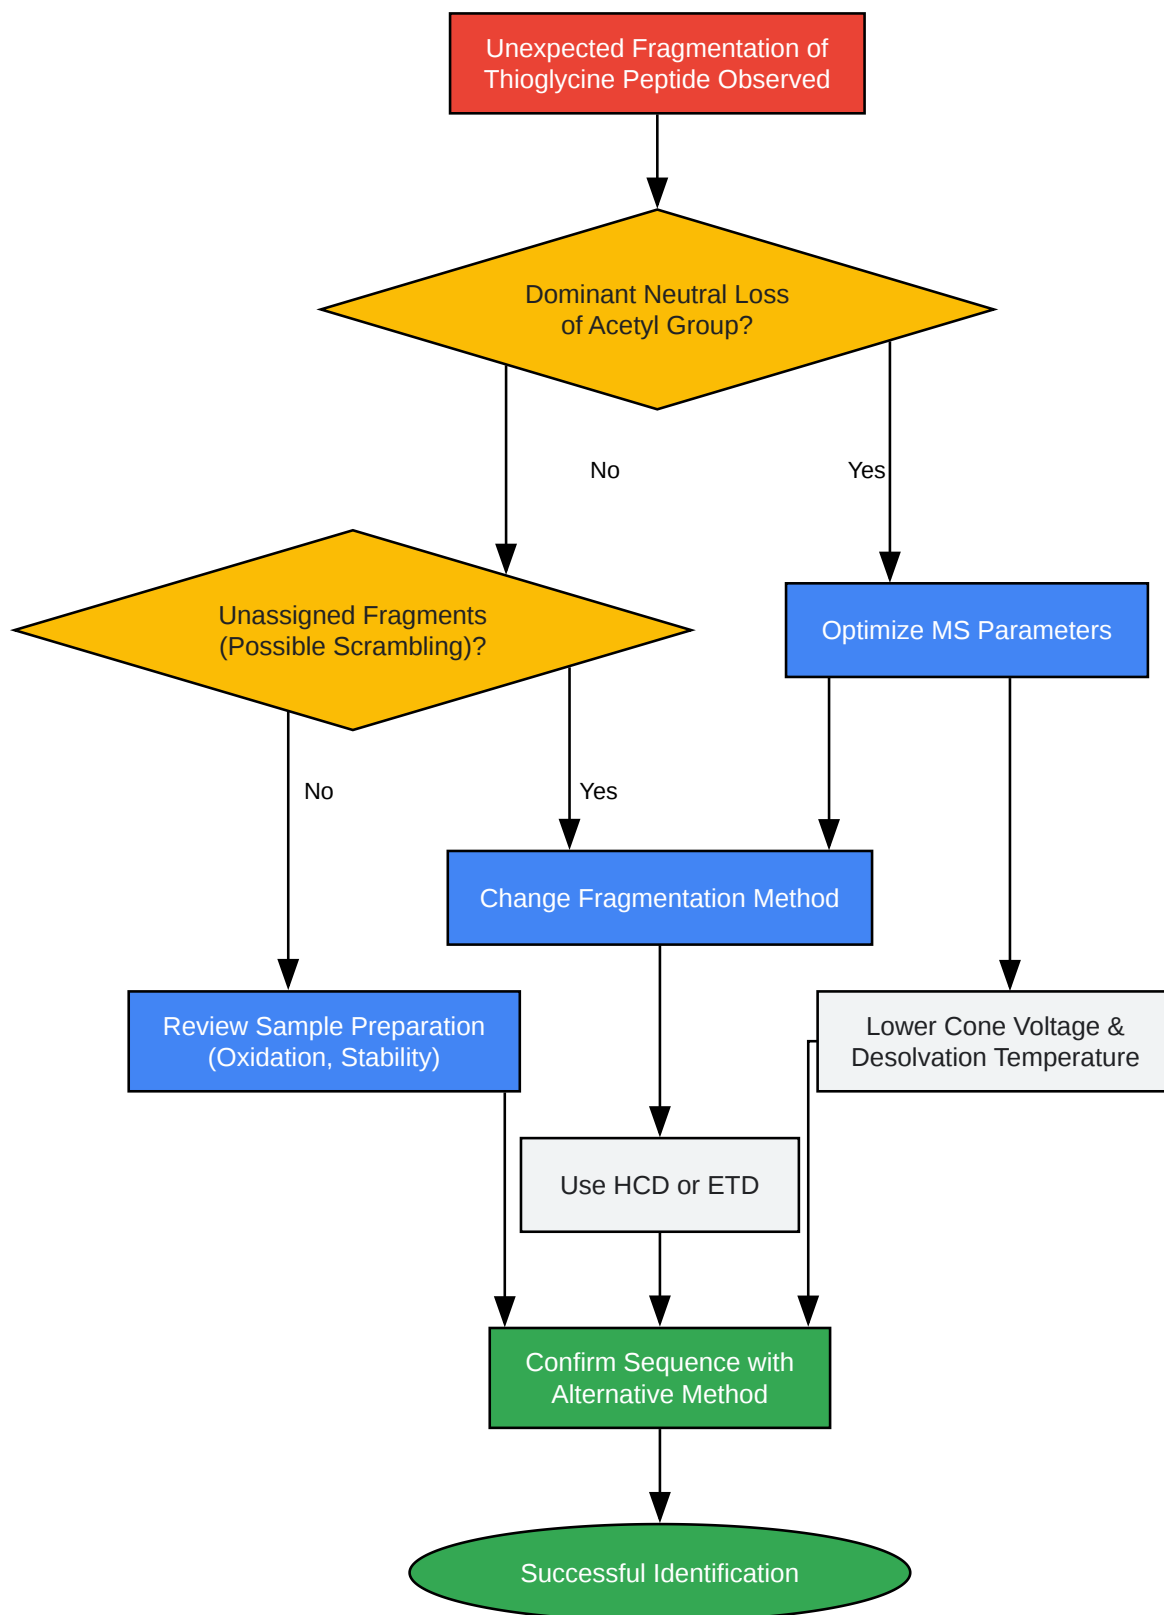 Unexpected Fragmentation of
Thioglycine Peptide Observed
Dominant Neutral Loss
of Acetyl Group?
No
Yes
Unassigned Fragments
(Possible Scrambling)?
Optimize MS Parameters
No
Yes
Change Fragmentation Method
Review Sample Preparation
(Oxidation, Stability)
Lower Cone Voltage &
Desolvation Temperature
Use HCD or ETD
Confirm Sequence with
Alternative Method
Successful Identification